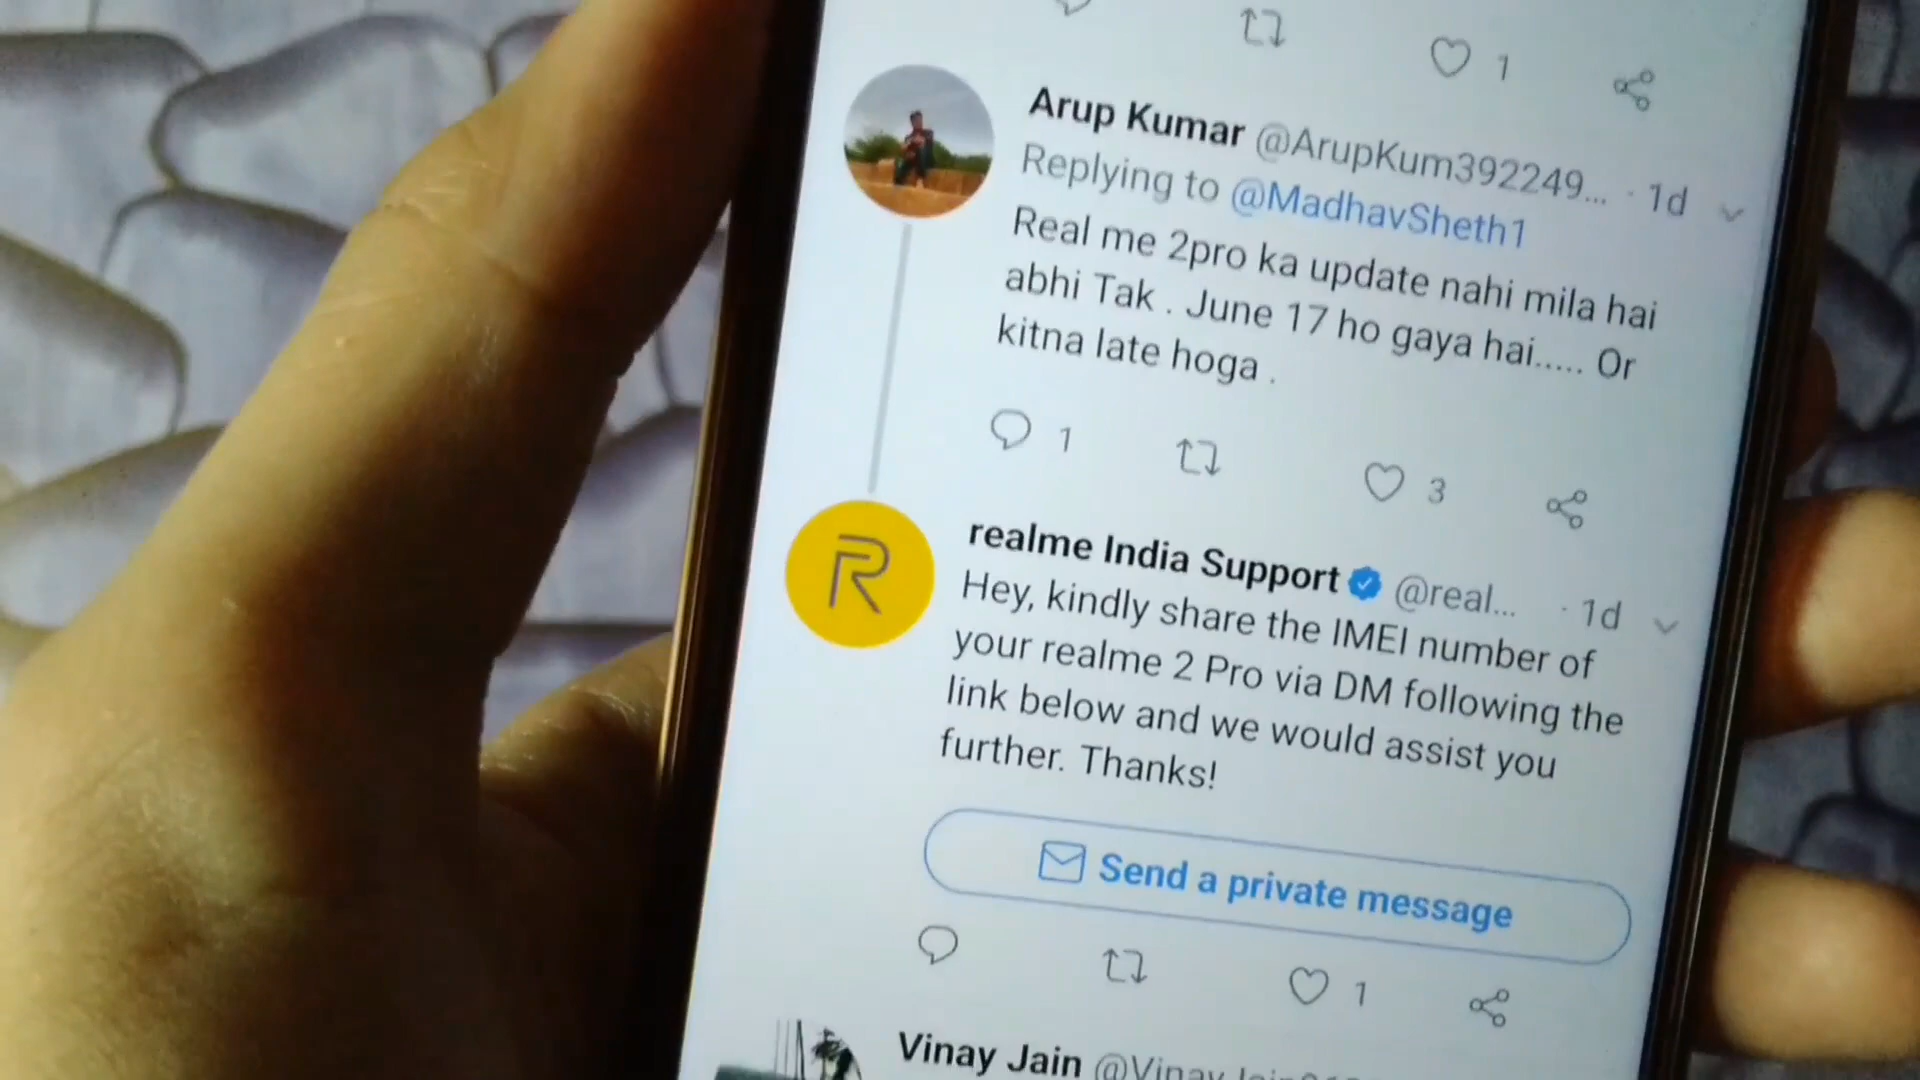 1
Arup Kumar @ArupKum392249... · 1d
Replying to @MadhavSheth1
Real me 2pro ka update nahi mila hai
abhi Tak . June 17 ho gaya hai..... Or
kitna late hoga .
1 3
realme India Support @real... · 1d
Hey, kindly share the IMEI number of
your realme 2 Pro via DM following the
link below and we would assist you
further. Thanks!
Send a private message
1
Vinay Jain